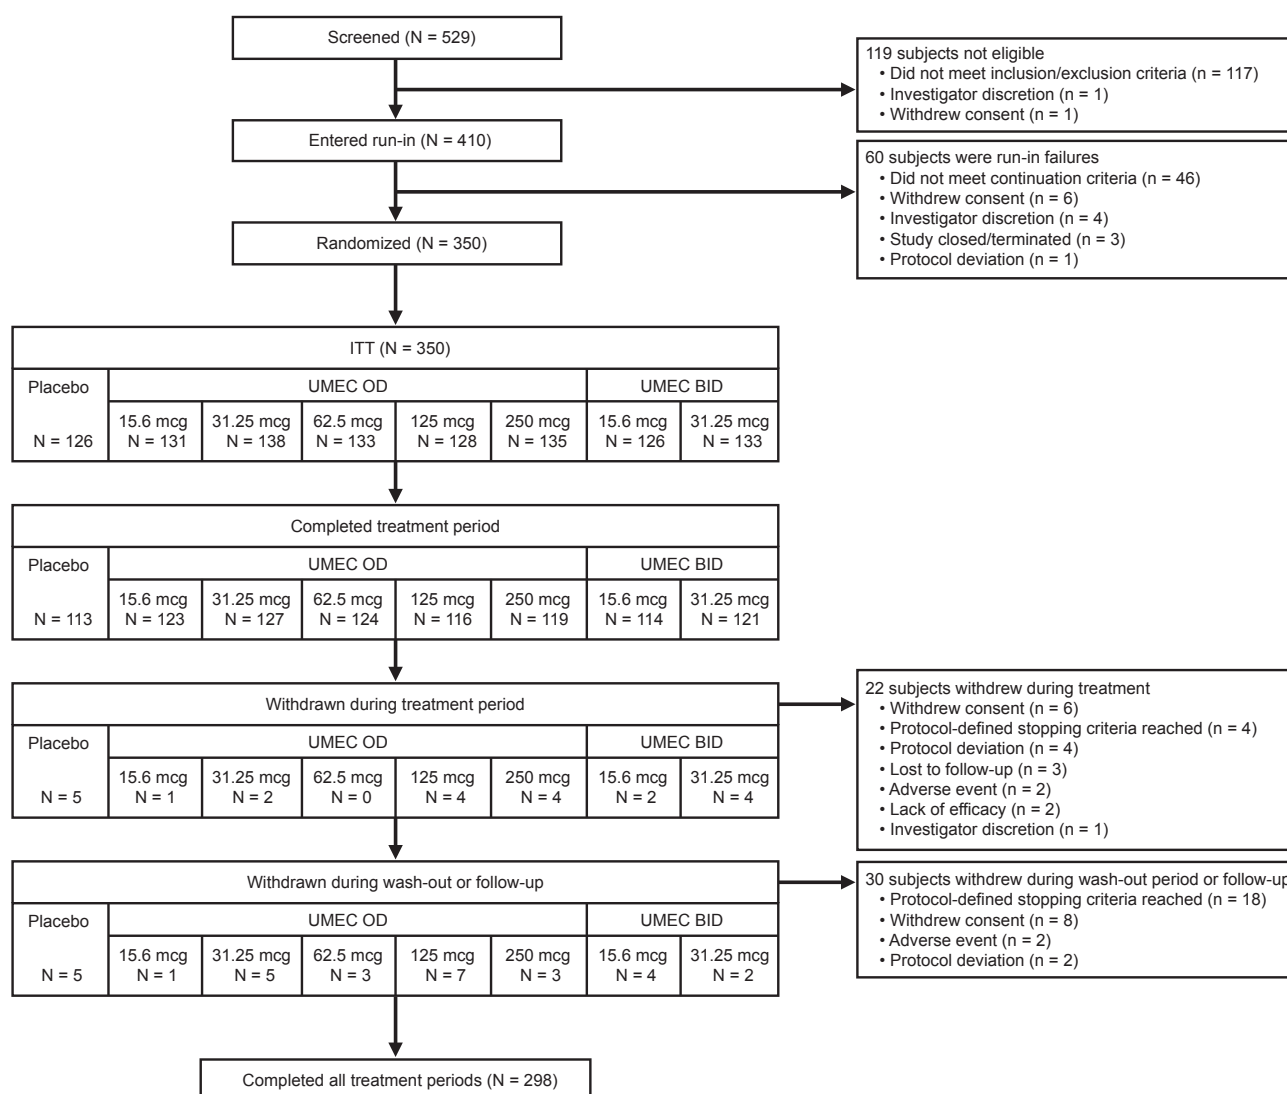 Screened (N = 529)
119 subjects not eligible
• Did not meet inclusion/exclusion criteria (n = 117)
• Investigator discretion (n = 1)
• Withdrew consent (n = 1)
Entered run-in (N = 410)
60 subjects were run-in failures
• Did not meet continuation criteria (n = 46)
• Withdrew consent (n = 6)
• Investigator discretion (n = 4)
• Study closed/terminated (n = 3)
• Protocol deviation (n = 1)
Randomized (N = 350)
ITT (N = 350)
Placebo UMEC OD UMEC BID
15.6 mcg 31.25 mcg 62.5 mcg 125 mcg 250 mcg 15.6 mcg 31.25 mcg
N = 126 N = 131 N = 138 N = 133 N = 128 N = 135 N = 126 N = 133
Completed treatment period
Placebo UMEC OD UMEC BID
15.6 mcg 31.25 mcg 62.5 mcg 125 mcg 250 mcg 15.6 mcg 31.25 mcg
N = 113 N = 123 N = 127 N = 124 N = 116 N = 119 N = 114 N = 121
Withdrawn during treatment period
Placebo UMEC OD UMEC BID
15.6 mcg 31.25 mcg 62.5 mcg 125 mcg 250 mcg 15.6 mcg 31.25 mcg
N = 5 N = 1 N = 2 N = 0 N = 4 N = 4 N = 2 N = 4
22 subjects withdrew during treatment
• Withdrew consent (n = 6)
• Protocol-defined stopping criteria reached (n = 4)
• Protocol deviation (n = 4)
• Lost to follow-up (n = 3)
• Adverse event (n = 2)
• Lack of efficacy (n = 2)
• Investigator discretion (n = 1)
Withdrawn during wash-out or follow-up
Placebo UMEC OD UMEC BID
15.6 mcg 31.25 mcg 62.5 mcg 125 mcg 250 mcg 15.6 mcg 31.25 mcg
N = 5 N = 1 N = 5 N = 3 N = 7 N = 3 N = 4 N = 2
30 subjects withdrew during wash-out period or follow-up
• Protocol-defined stopping criteria reached (n = 18)
• Withdrew consent (n = 8)
• Adverse event (n = 2)
• Protocol deviation (n = 2)
Completed all treatment periods (N = 298)